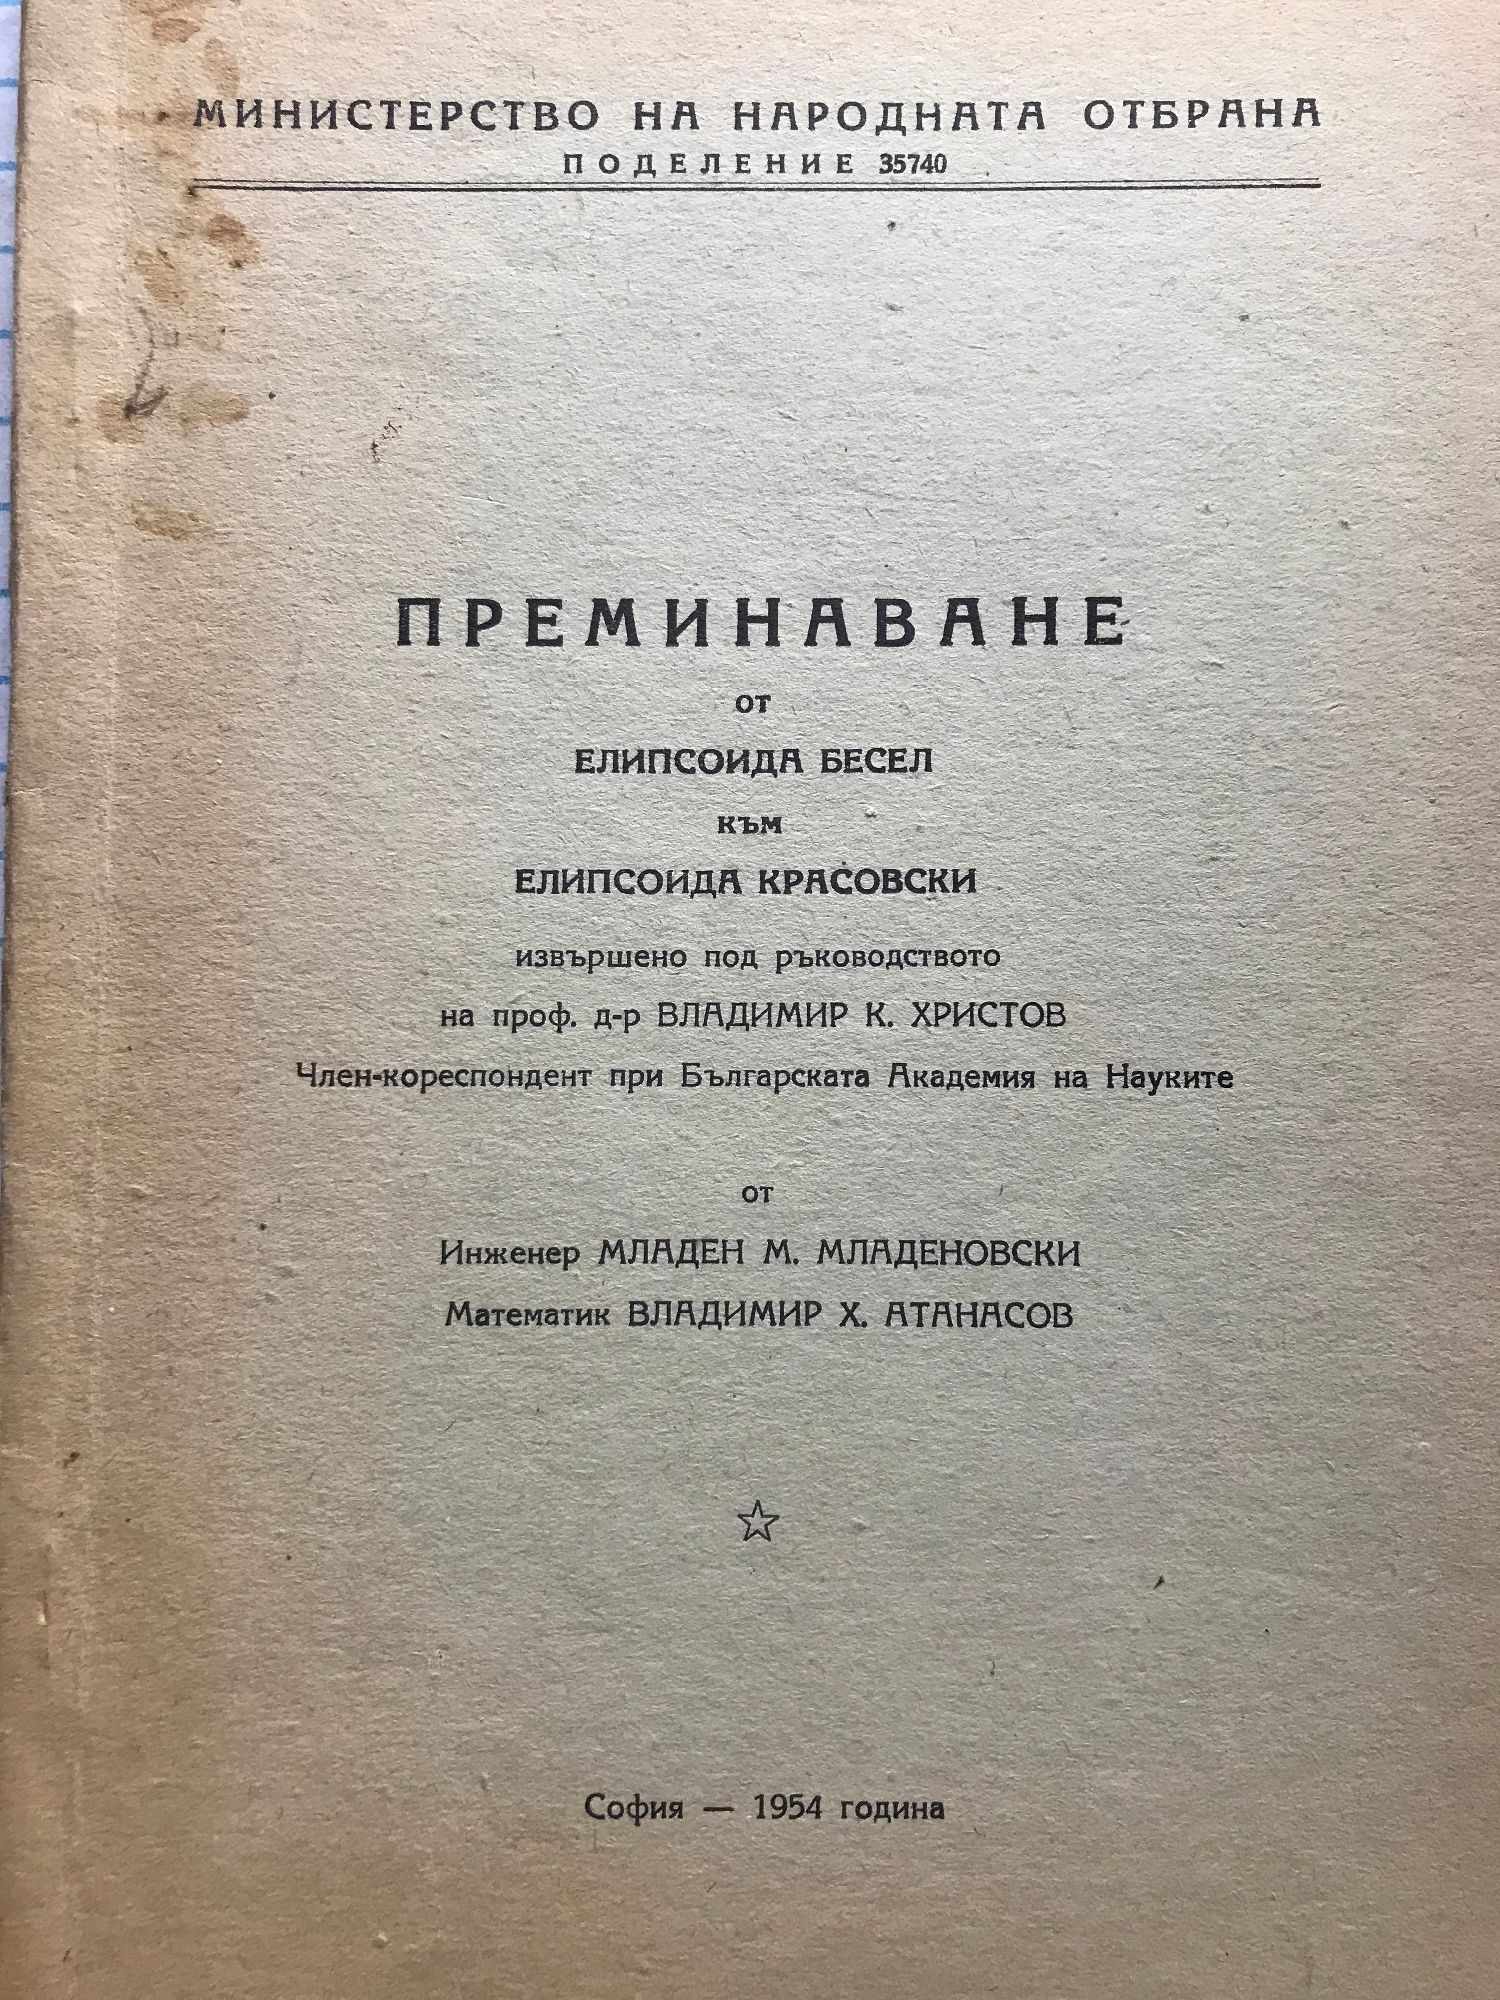 МИНИСТЕРСТВО НА НАРОДНАТА ОТБРАНА
ПОДЕЛЕНИЕ 35740
ПРЕМИНАВАНЕ
от
ЕЛИПСОИДА БЕСЕЛ
към
ЕЛИПСОИДА КРАСОВСКИ
извършено под ръководството
на проф. д-р ВЛАДИМИР К. ХРИСТОВ
Член-кореспондент при Българската Академия на Науките
от
Инженер МЛАДЕН М. МЛАДЕНОВСКИ
Математик ВЛАДИМИР Х. АТАНАСОВ
София — 1954 година